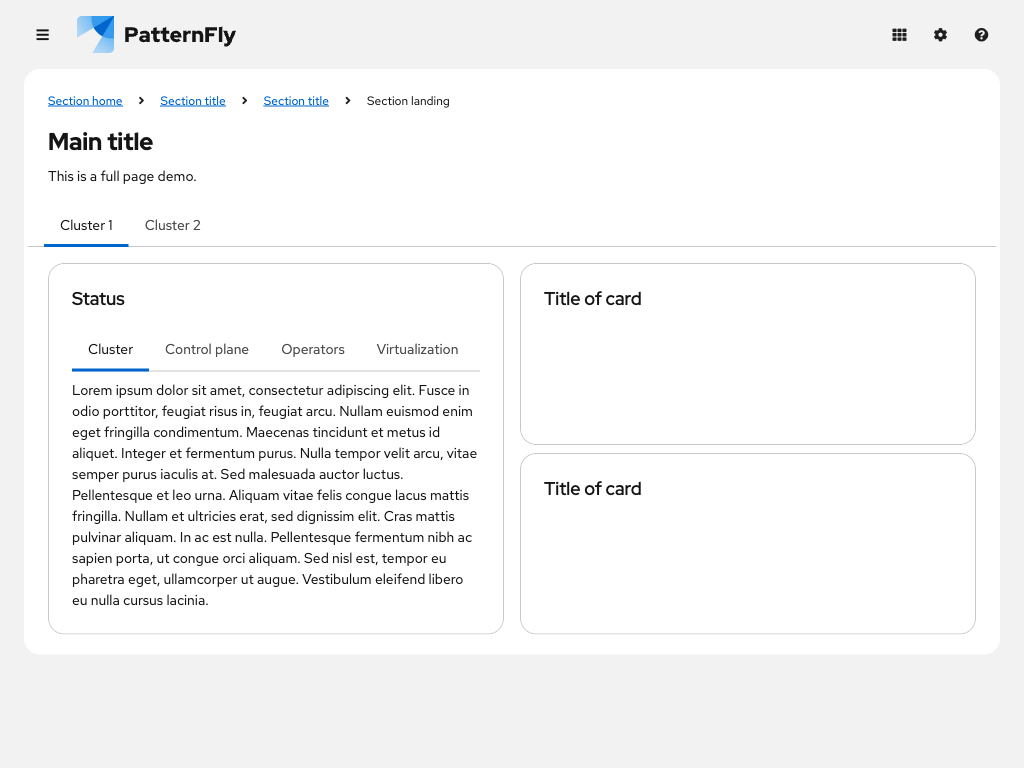 PatternFly
Section home
Section title
Section title
Section landing
Main title
This is a full page demo.
Cluster 1
Cluster 2
Status
Cluster
Control plane
Operators
Virtualization
Lorem ipsum dolor sit amet, consectetur adipiscing elit. Fusce in
odio porttitor, feugiat risus in, feugiat arcu. Nullam euismod enim
eget fringilla condimentum. Maecenas tincidunt et metus id
aliquet. Integer et fermentum purus. Nulla tempor velit arcu, vitae
semper purus iaculis at. Sed malesuada auctor luctus.
Pellentesque et leo urna. Aliquam vitae felis congue lacus mattis
fringilla. Nullam et ultricies erat, sed dignissim elit. Cras mattis
pulvinar aliquam. In ac est nulla. Pellentesque fermentum nibh ac
sapien porta, ut congue orci aliquam. Sed nisl est, tempor eu
pharetra eget, ullamcorper ut augue. Vestibulum eleifend libero
eu nulla cursus lacinia.
Title of card
Title of card